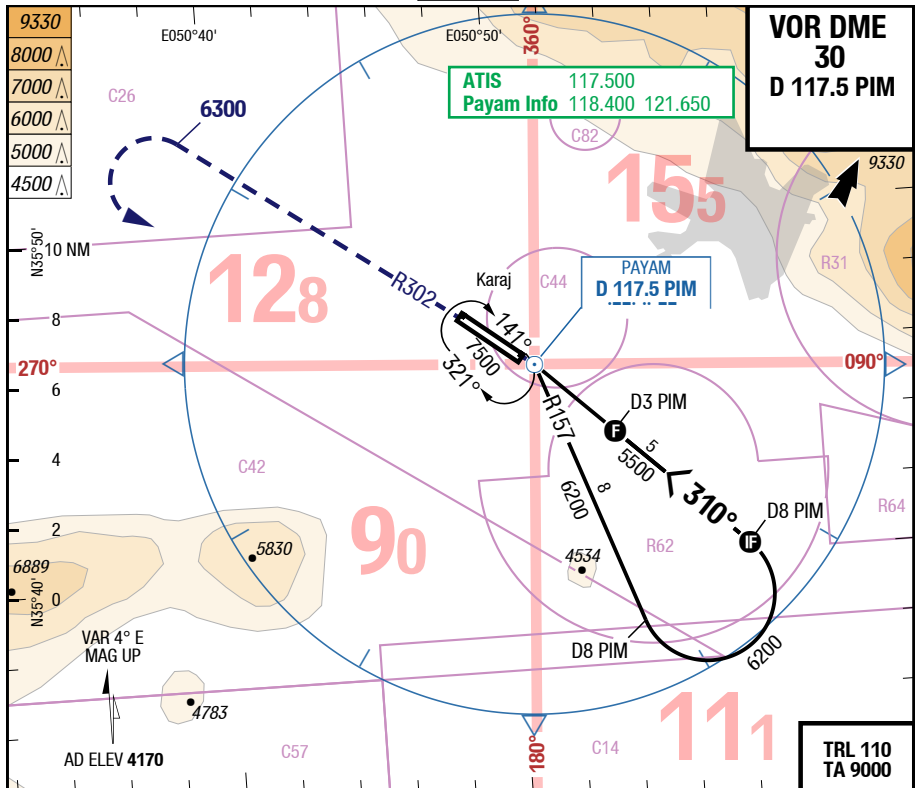 9330
8000
7000
6000
5000
4500
E050°40'
E050°50'
360°
VOR DME
30
D 117.5 PIM
ATIS 117.500
Payam Info 118.400 121.650
C26
6300
C82
155
9330
N35°50'
10 NM
128
R302
Karaj
C44
PAYAM
D 117.5 PIM
R31
8
141°
7500
321°
270°
090°
6
R157
D3 PIM
F
5
5500
4
C42
6200
8
310°
D8 PIM
IF
R64
2
90
R62
5830
4534
6889
N35°40'
0
D8 PIM
6200
VAR 4° E
MAG UP
4783
111
AD ELEV 4170
C57
180°
C14
TRL 110
TA 9000